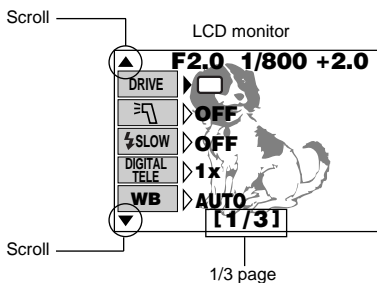 Scroll
LCD monitor
F2.0 1/800 +2.0
DRIVE
OFF
SLOW OFF
DIGITAL TELE 1x
WB AUTO
[1/3]
Scroll
1/3 page